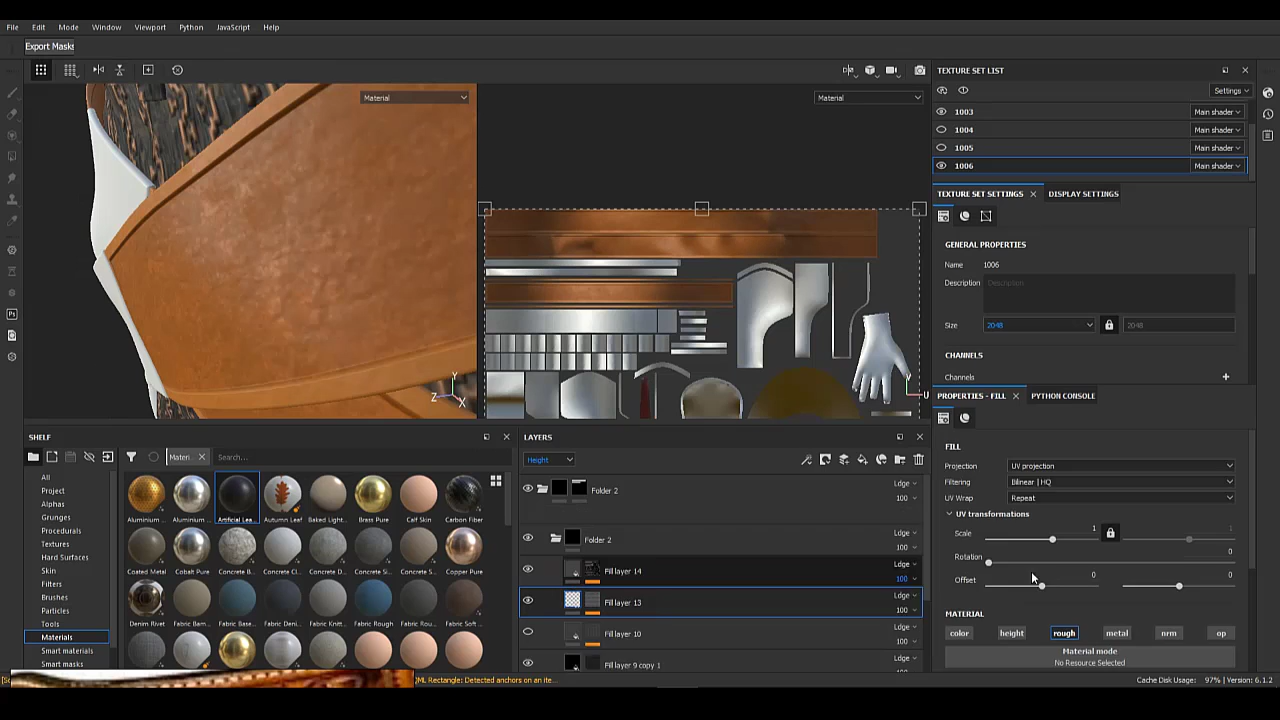 File Edit Mode Window Viewport Python JavaScript Help
Export Masks
TEXTURE SET LIST
Settings
Material
Material
1003 Main shader
1004 Main shader
1005 Main shader
1006 Main shader
TEXTURE SET SETTINGS DISPLAY SETTINGS
GENERAL PROPERTIES
Name 1006
Description Description
Size 2048 2048
CHANNELS
Channels
Y
Z X
U
PROPERTIES - FILL PYTHON CONSOLE
FILL
Projection UV projection
Filtering Bilinear | HQ
UV Wrap Repeat
UV transformations
Scale 1 1
Rotation 0
Offset 0 0
MATERIAL
color height rough metal nrm op
Material mode
No Resource Selected
SHELF
Materi... Search...
All
Project
Alphas
Grunges
Procedurals
Textures
Hard Surfaces
Skin
Filters
Brushes
Particles
Tools
Materials
Smart materials
Smart masks
Aluminium ... Aluminium ... Artificial Lea... Autumn Leaf Baked Light... Brass Pure Calf Skin Carbon Fiber
Coated Metal Cobalt Pure Concrete B... Concrete C... Concrete D... Concrete S... Concrete S... Copper Pure
Denim Rivet Fabric Bam... Fabric Base... Fabric Deni... Fabric Knitt... Fabric Rough Fabric Rou... Fabric Soft ...
LAYERS
Height
Folder 2 Ldge 100
Folder 2 Ldge 100
Fill layer 14 Ldge 100
Fill layer 13 Ldge 100
Fill layer 10 Ldge 100
Fill layer 9 copy 1 Ldge
QML Rectangle: Detected anchors on an ite...
Cache Disk Usage: 97% | Version: 6.1.2